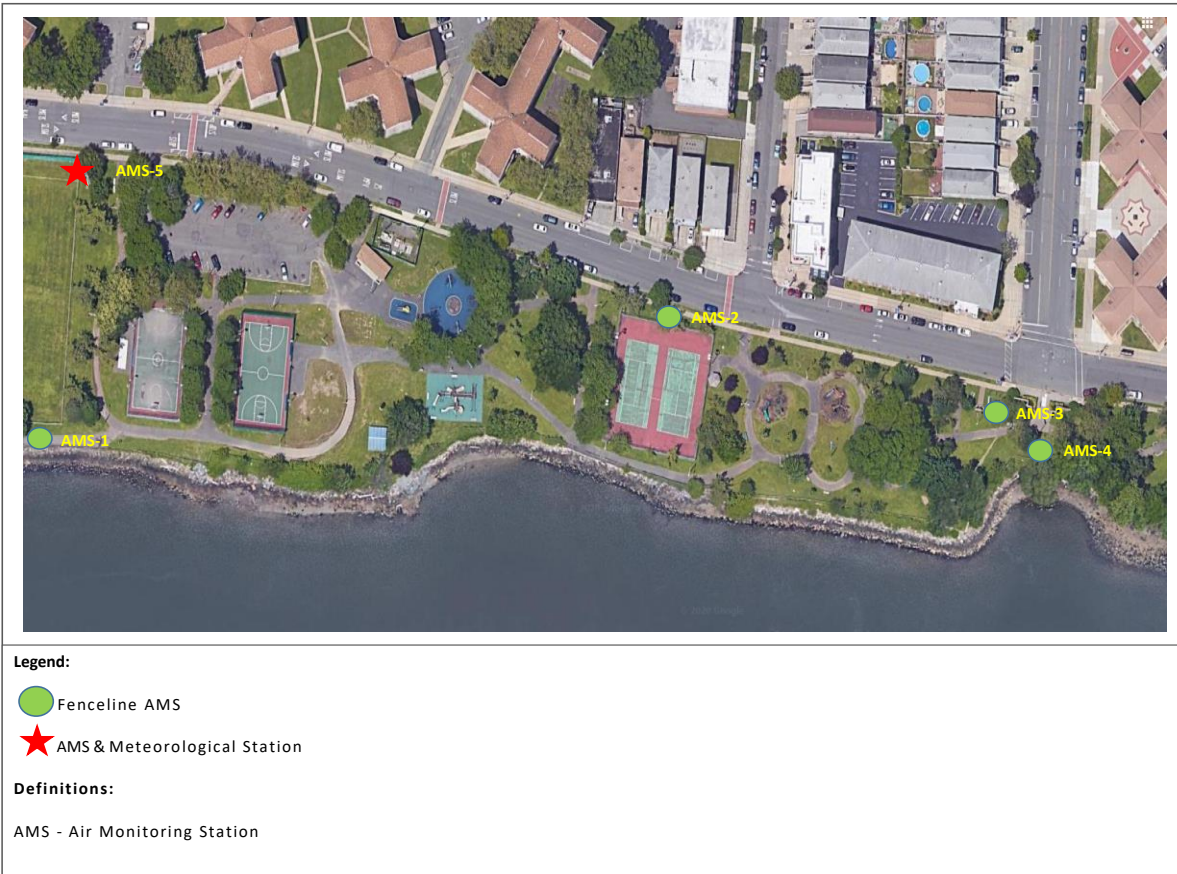 AMS-5
AMS-2
AMS-3
AMS-1
AMS-4
Legend:
Fenceline AMS
AMS & Meteorological Station
Definitions:
AMS - Air Monitoring Station